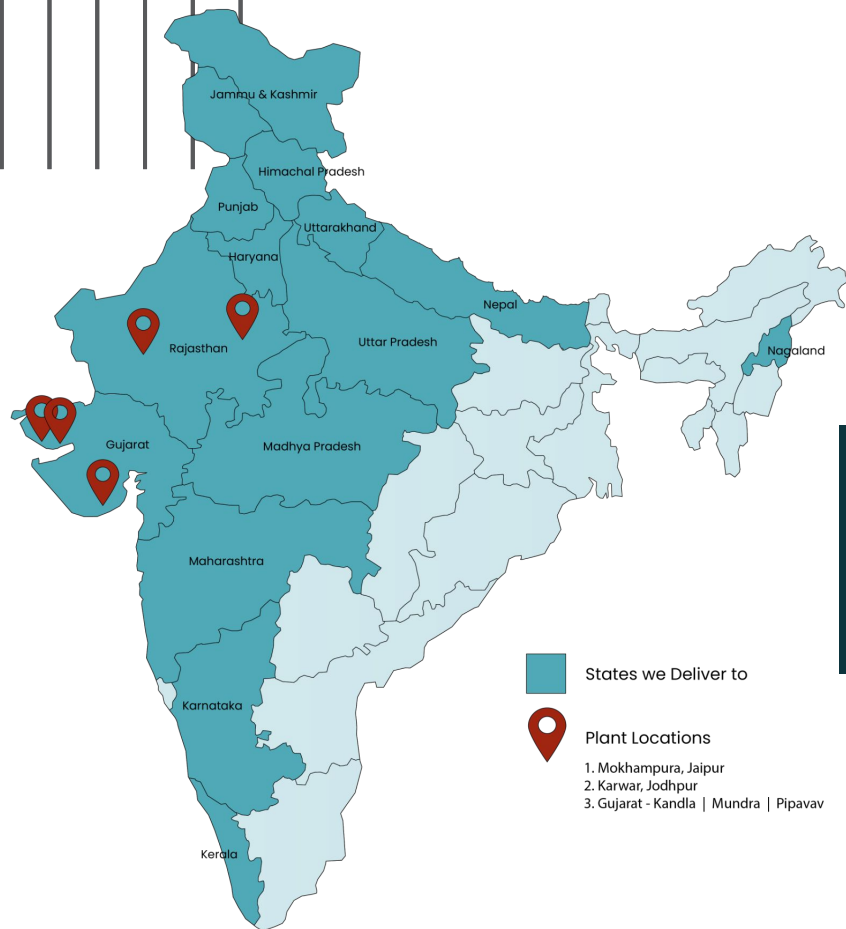 Jammu & Kashmir
Himachal Pradesh
Punjab
Uttarakhand
Haryana
Nepal
Uttar Pradesh
Rajasthan
Nagaland
Gujarat
Madhya Pradesh
Maharashtra
States we Deliver to
Karnataka
Plant Locations
1. Mokhampura, Jaipur
2. Karwar, Jodhpur
3. Gujarat - Kandla | Mundra | Pipavav
Kerala